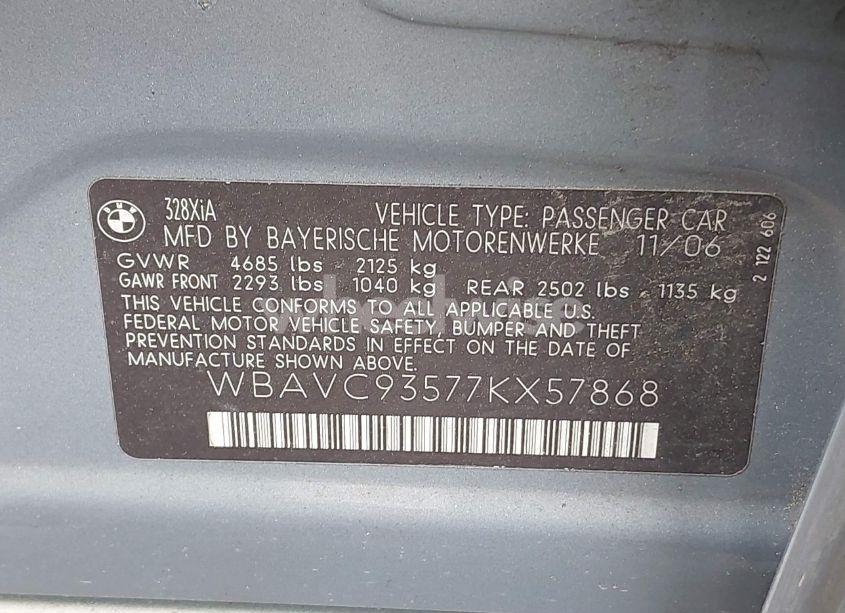 BMW
328XiA
VEHICLE TYPE: PASSENGER CAR
MFD BY BAYERISCHE MOTORENWERKE 11/06
GVWR 4685 lbs 2125 kg
GAWR FRONT 2293 lbs 1040 kg REAR 2502 lbs - 1135 kg
THIS VEHICLE CONFORMS TO ALL APPLICABLE U.S.
FEDERAL MOTOR VEHICLE SAFETY, BUMPER AND THEFT
PREVENTION STANDARDS IN EFFECT ON THE DATE OF
MANUFACTURE SHOWN ABOVE.
WBAVC93577KX57868
2 122 606